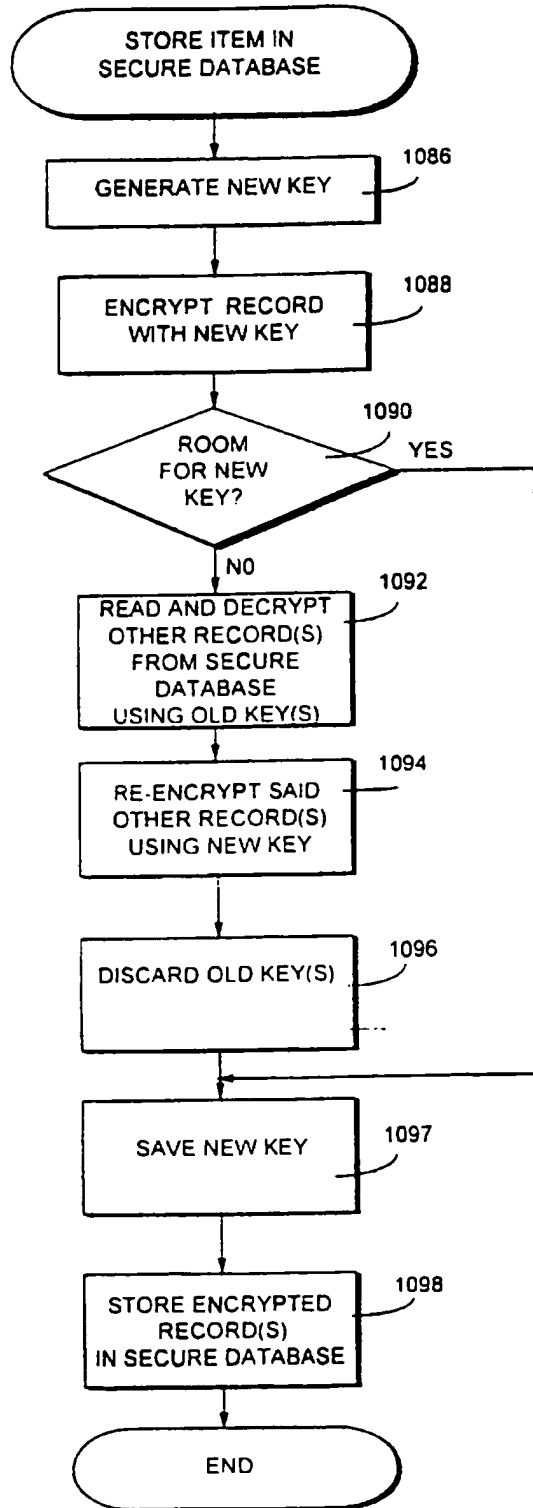 STORE ITEM IN
SECURE DATABASE
1086
GENERATE NEW KEY
1088
ENCRYPT RECORD
WITH NEW KEY
1090
ROOM
FOR NEW
KEY?
YES
NO
1092
READ AND DECRYPT
OTHER RECORD(S)
FROM SECURE
DATABASE
USING OLD KEY(S)
1094
RE-ENCRYPT SAID
OTHER RECORD(S)
USING NEW KEY
1096
DISCARD OLD KEY(S)
1097
SAVE NEW KEY
1098
STORE ENCRYPTED
RECORD(S)
IN SECURE DATABASE
END